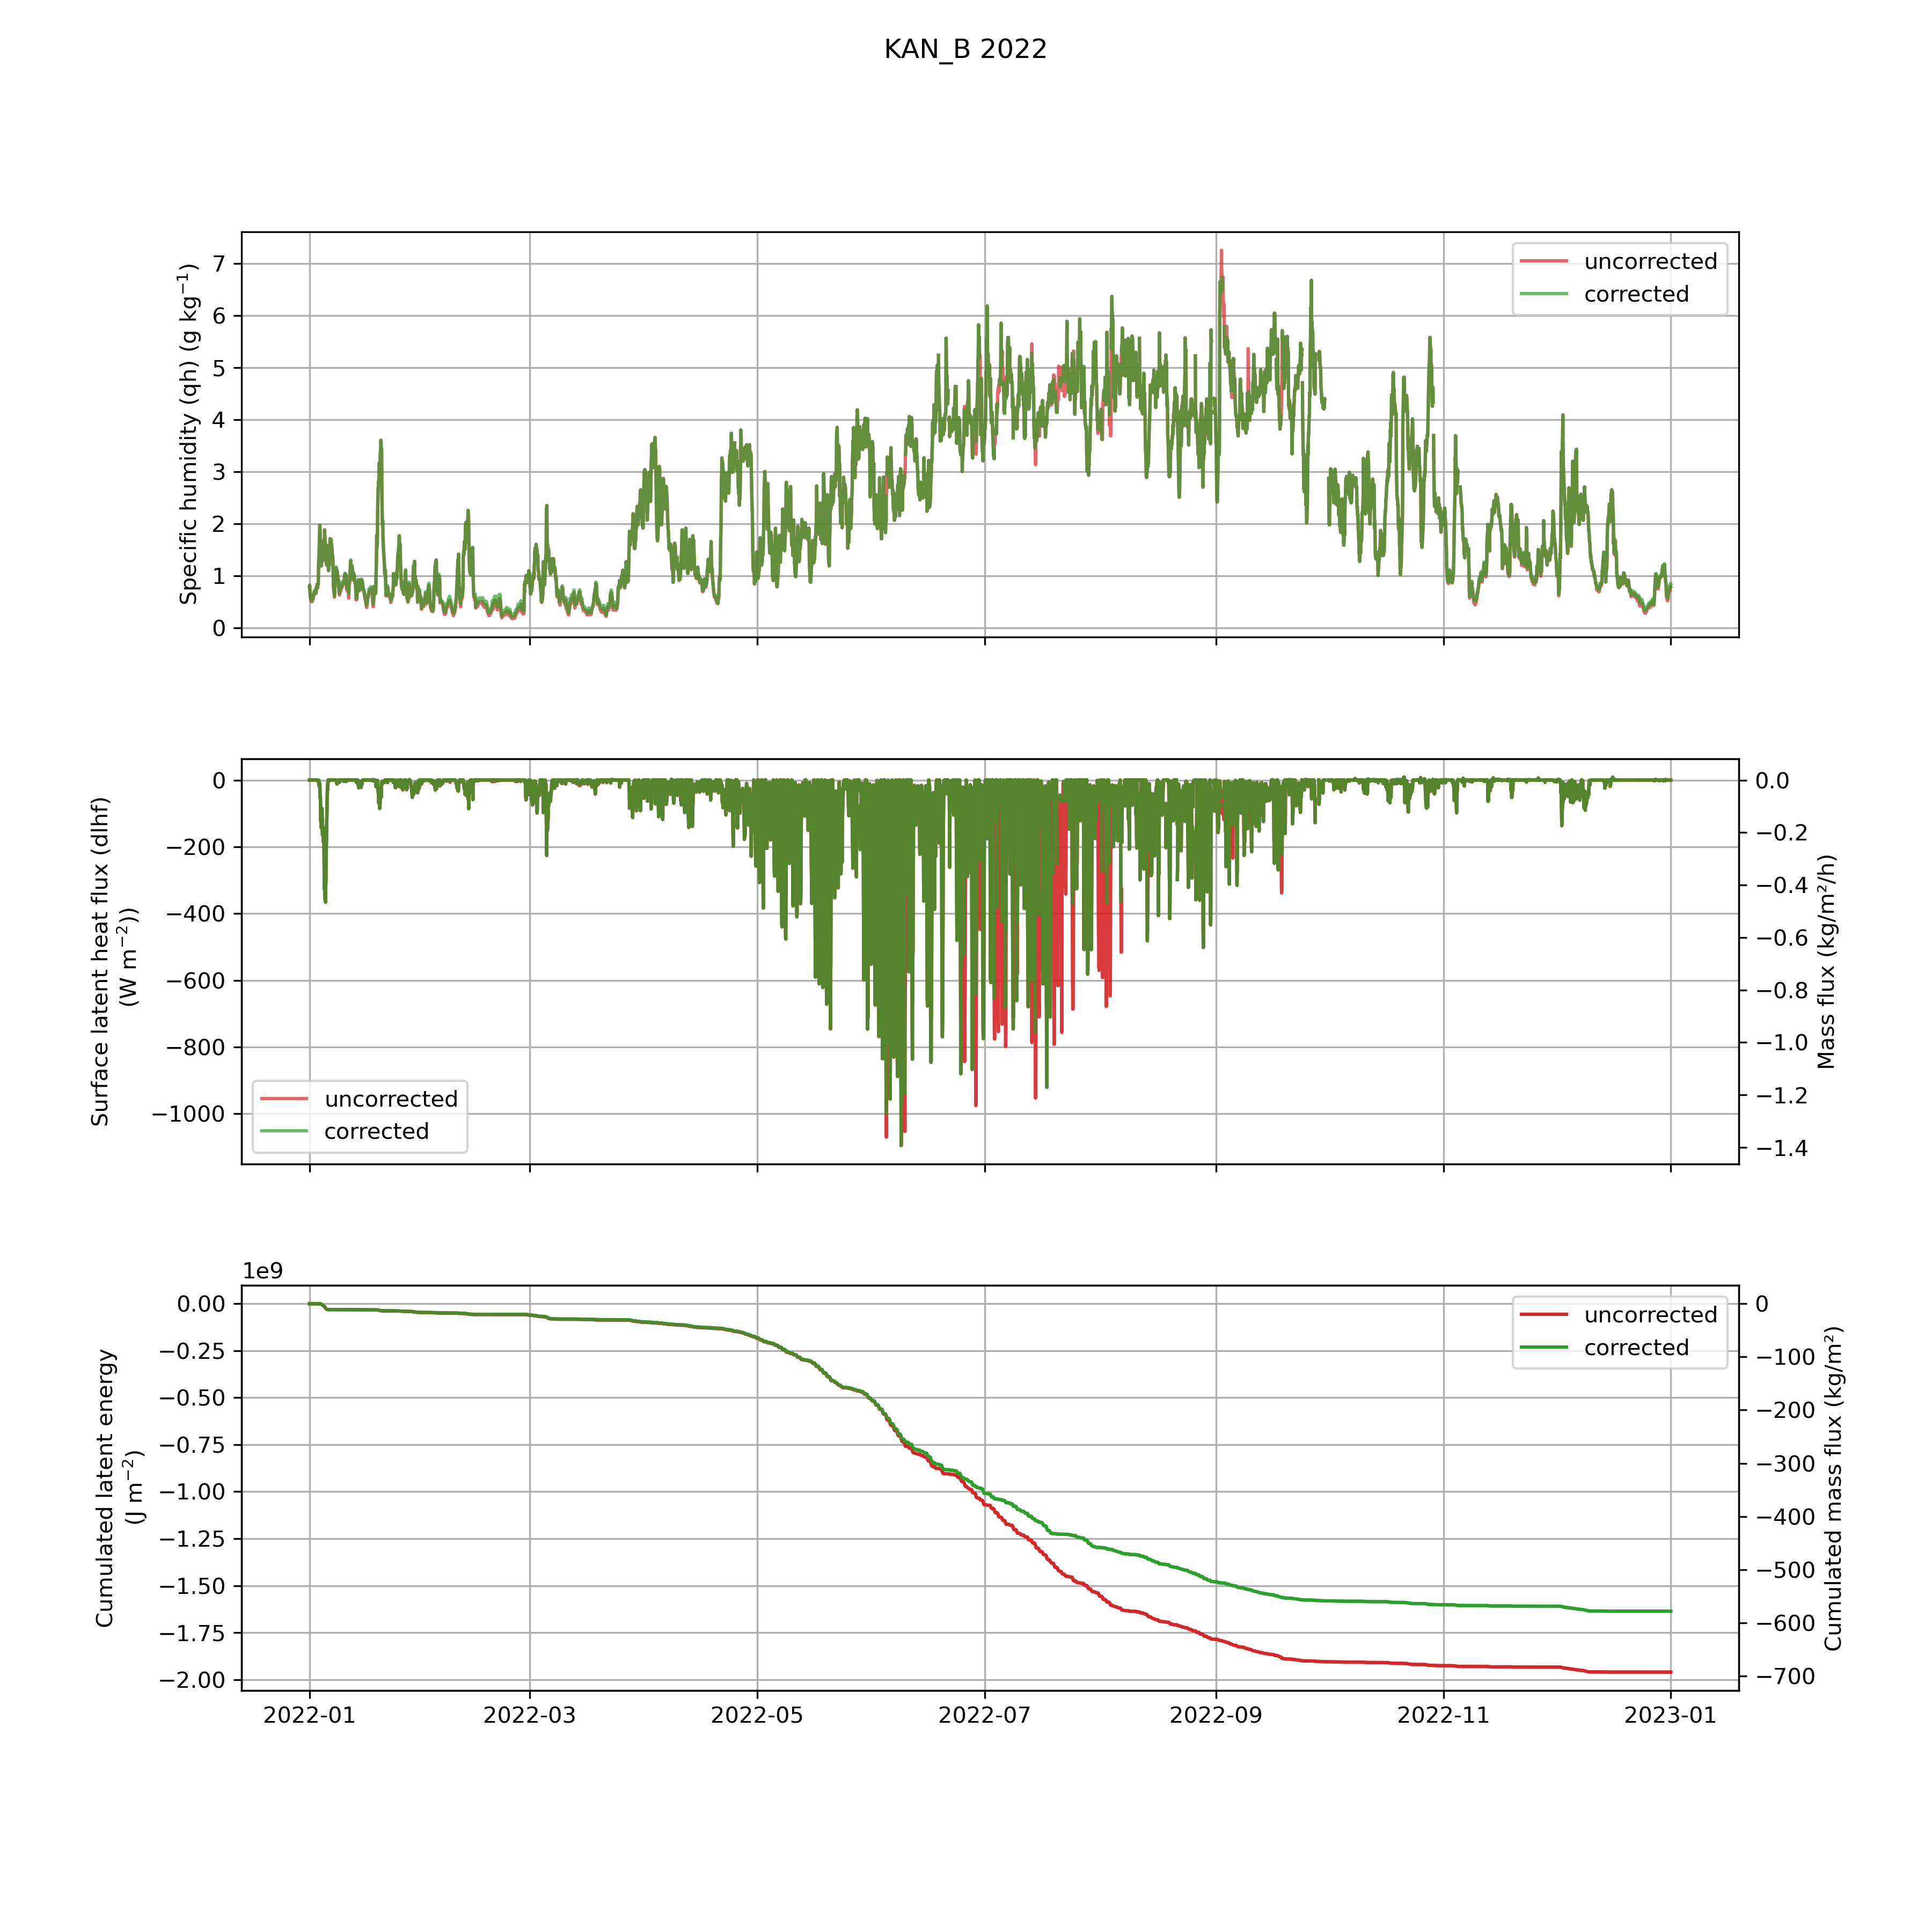 KAN_B 2022
Specific humidity (qh) (g kg⁻¹)
7
6
5
4
3
2
1
0
uncorrected
corrected
Surface latent heat flux (dlhf)
(W m⁻²))
0
−200
−400
−600
−800
−1000
uncorrected
corrected
0.0
−0.2
−0.4
−0.6
−0.8
−1.0
−1.2
−1.4
Mass flux (kg/m²/h)
1e9
Cumulated latent energy
(J m⁻²)
0.00
−0.25
−0.50
−0.75
−1.00
−1.25
−1.50
−1.75
−2.00
uncorrected
corrected
0
−100
−200
−300
−400
−500
−600
−700
Cumulated mass flux (kg/m²)
2022-01 2022-03 2022-05 2022-07 2022-09 2022-11 2023-01